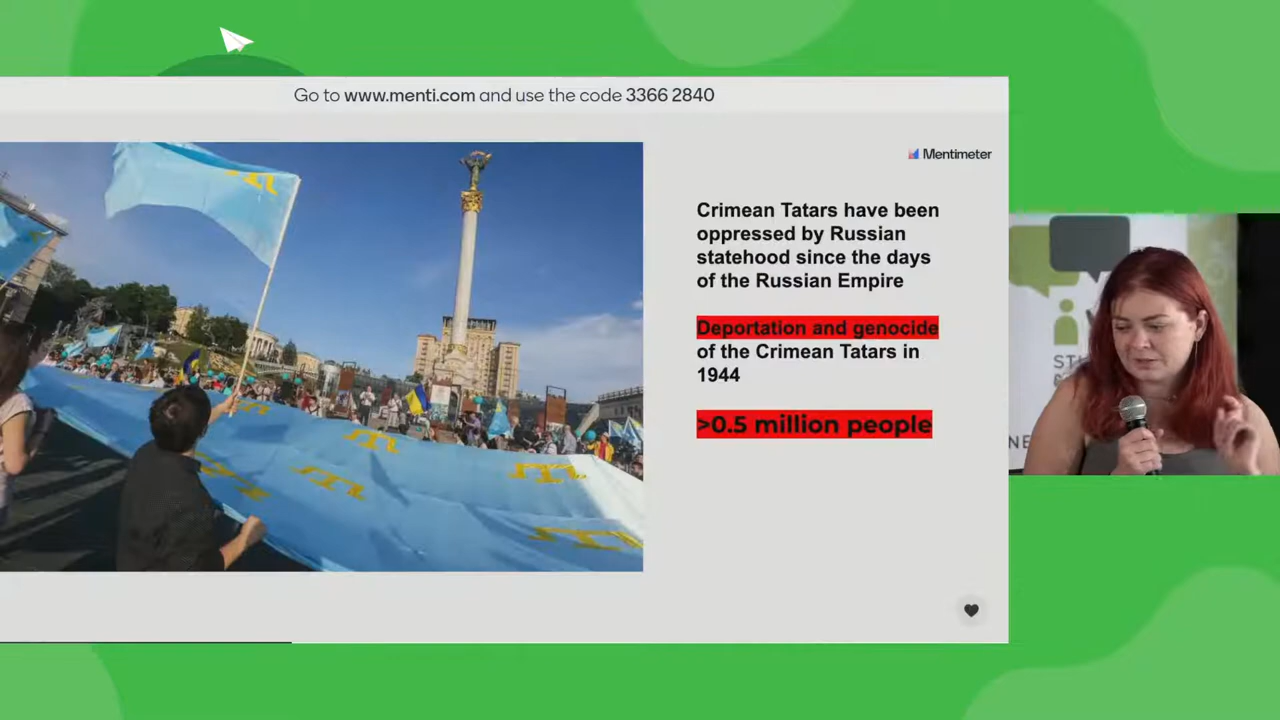 Go to www.menti.com and use the code 3366 2840
Mentimeter
Crimean Tatars have been
oppressed by Russian
statehood since the days
of the Russian Empire
Deportation and genocide
of the Crimean Tatars in
1944
>0.5 million people